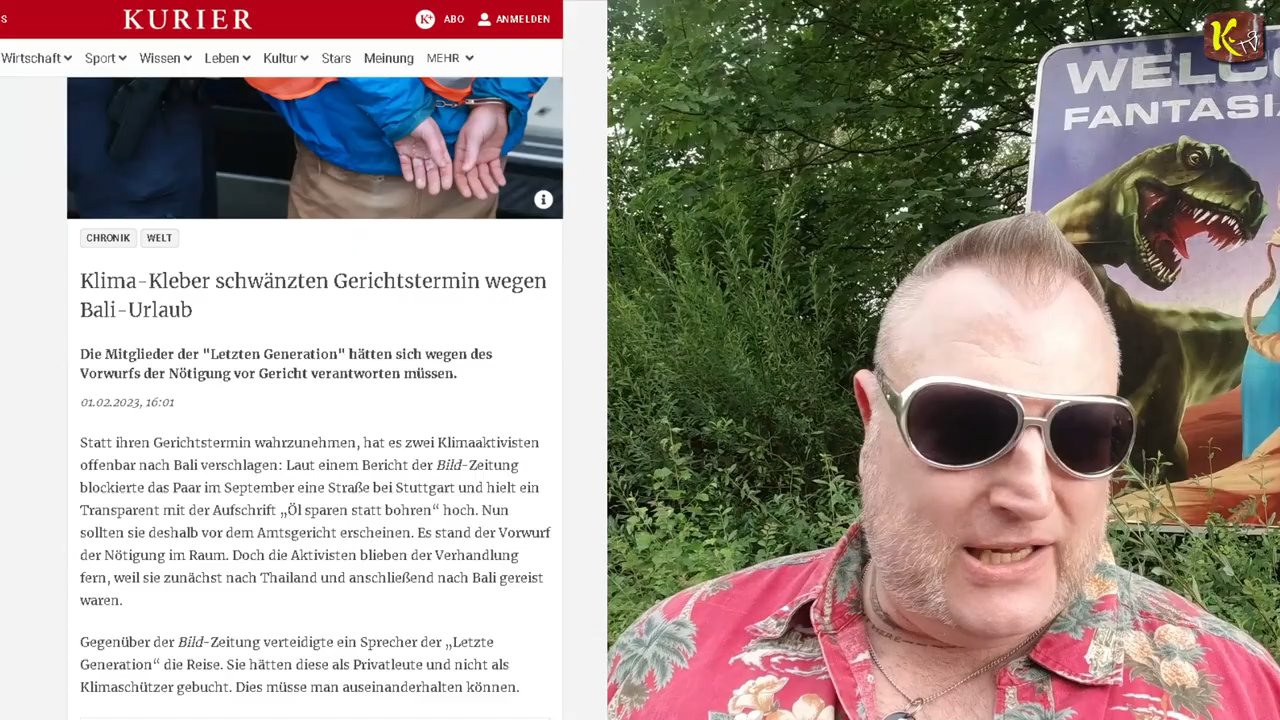 S
KURIER
K+ ABO
ANMELDEN
Wirtschaft Sport Wissen Leben Kultur Stars Meinung MEHR
CHRONIK WELT
Klima-Kleber schwänzten Gerichtstermin wegen
Bali-Urlaub
Die Mitglieder der "Letzten Generation" hätten sich wegen des
Vorwurfs der Nötigung vor Gericht verantworten müssen.
01.02.2023, 16:01
Statt ihren Gerichtstermin wahrzunehmen, hat es zwei Klimaaktivisten
offenbar nach Bali verschlagen: Laut einem Bericht der Bild-Zeitung
blockierte das Paar im September eine Straße bei Stuttgart und hielt ein
Transparent mit der Aufschrift „Öl sparen statt bohren“ hoch. Nun
sollten sie deshalb vor dem Amtsgericht erscheinen. Es stand der Vorwurf
der Nötigung im Raum. Doch die Aktivisten blieben der Verhandlung
fern, weil sie zunächst nach Thailand und anschließend nach Bali gereist
waren.
Gegenüber der Bild-Zeitung verteidigte ein Sprecher der „Letzte
Generation“ die Reise. Sie hätten diese als Privatleute und nicht als
Klimaschützer gebucht. Dies müsse man auseinanderhalten können.
WELCO
FANTASI
K-TV